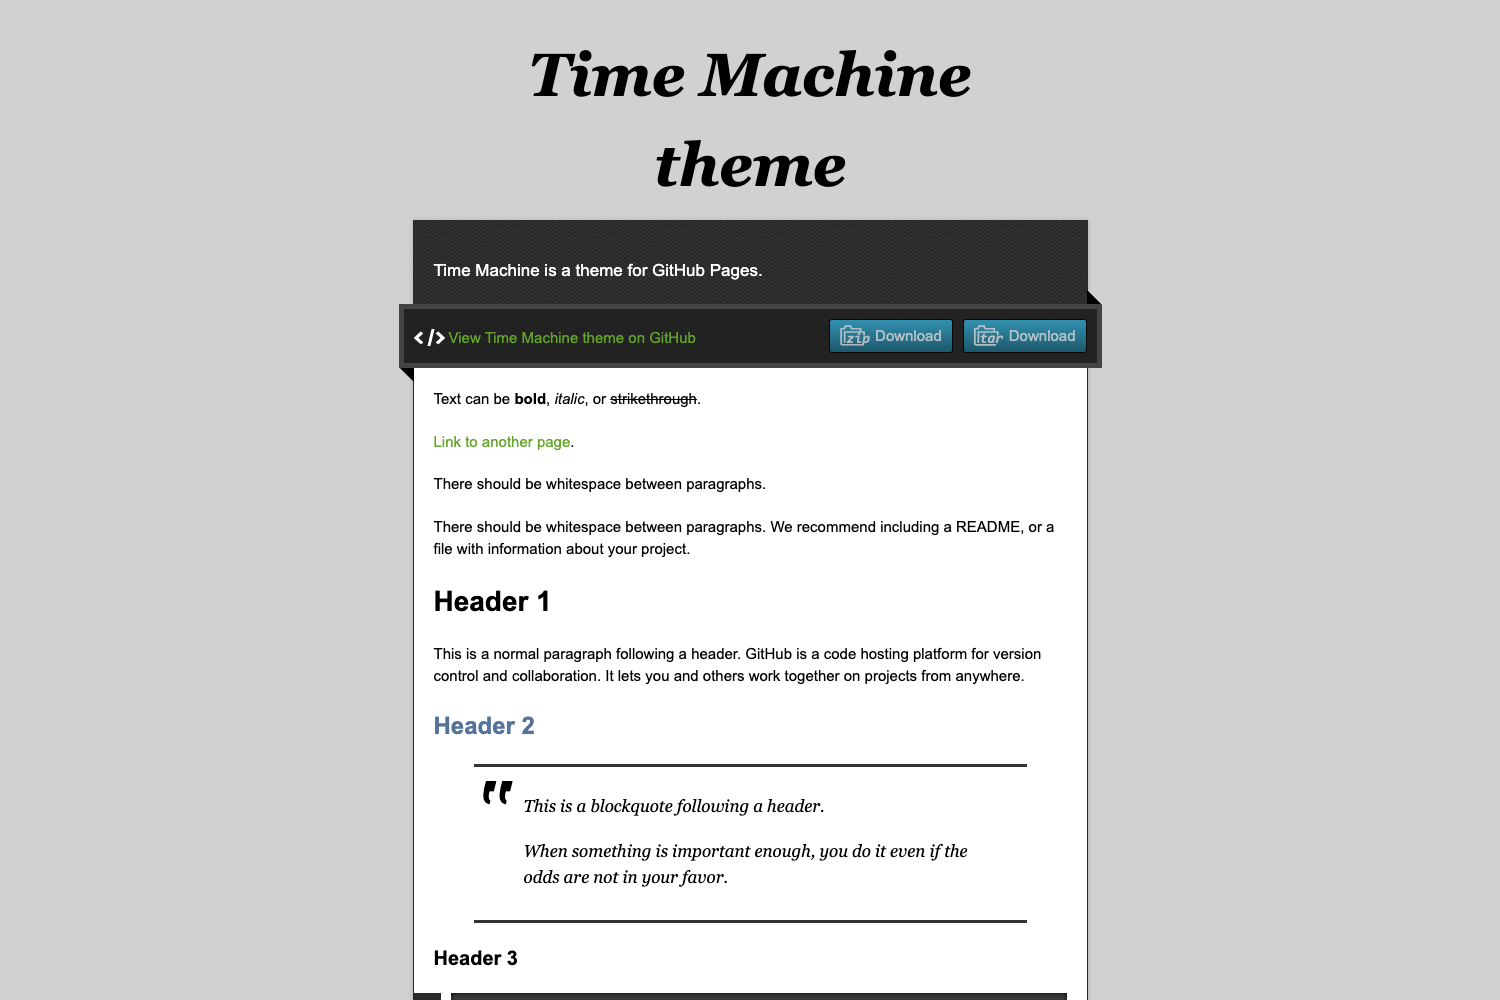 Time Machine
theme
Time Machine is a theme for GitHub Pages.
</> View Time Machine theme on GitHub
zip Download
tar Download
Text can be bold, italic, or strikethrough.
Link to another page.
There should be whitespace between paragraphs.
There should be whitespace between paragraphs. We recommend including a README, or a
file with information about your project.
Header 1
This is a normal paragraph following a header. GitHub is a code hosting platform for version
control and collaboration. It lets you and others work together on projects from anywhere.
Header 2
" This is a blockquote following a header.
When something is important enough, you do it even if the
odds are not in your favor.
Header 3